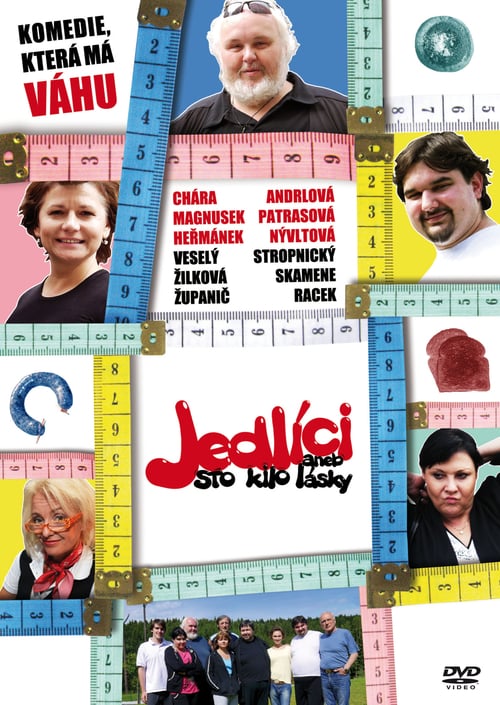 KOMEDIE,
KTERÁ MÁ
VÁHU
CHÁRA ANDRLOVÁ
MAGNUSEK PATRASOVÁ
HEŘMÁNEK NÝVLTOVÁ
VESELÝ STROPNICKÝ
ŽILKOVÁ SKAMENE
ŽUPANIČ RACEK
Jedlíci
aneb
sto kilo lásky
DVD
VIDEO